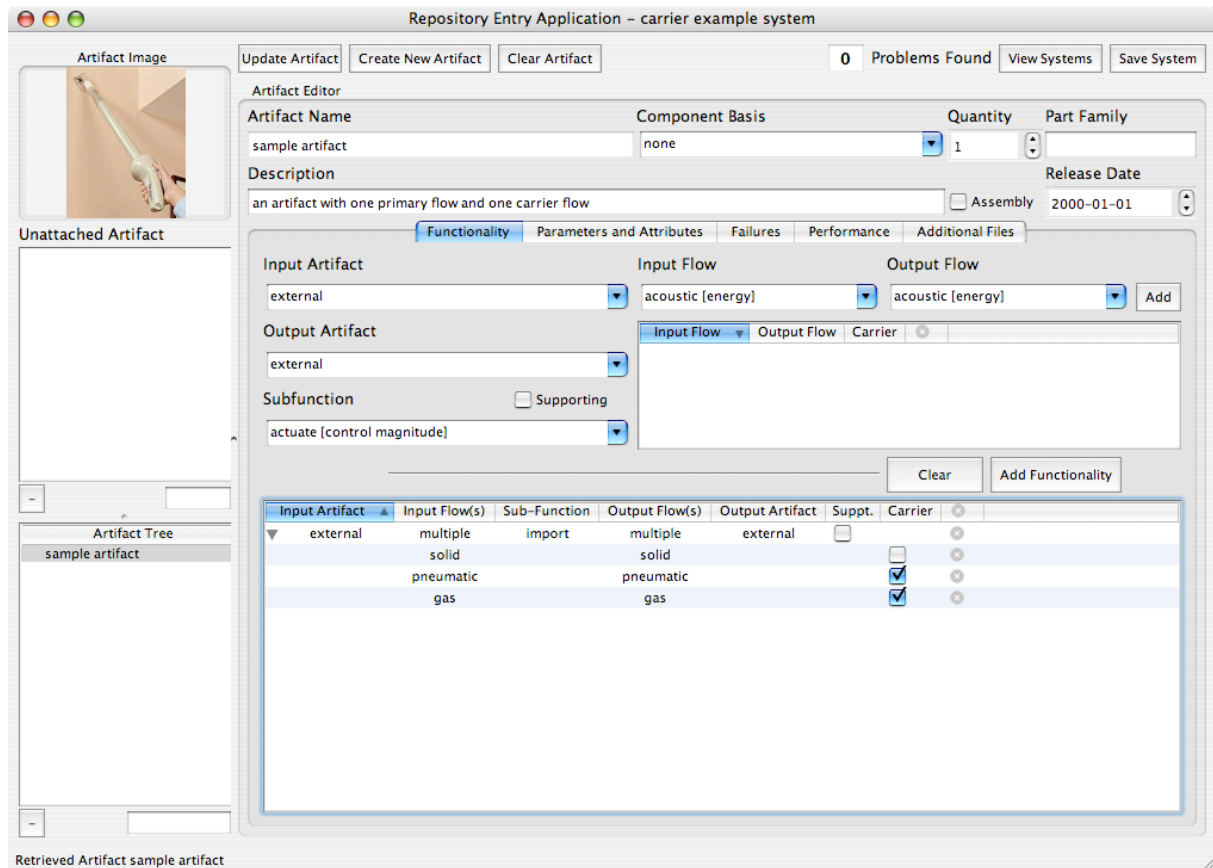 Repository Entry Application – carrier example system
Artifact Image
Update Artifact Create New Artifact Clear Artifact 0 Problems Found View Systems Save System
Artifact Editor
Artifact Name Component Basis Quantity Part Family
sample artifact none 1
Description Release Date
an artifact with one primary flow and one carrier flow Assembly 2000-01-01
Unattached Artifact
Functionality Parameters and Attributes Failures Performance Additional Files
Input Artifact Input Flow Output Flow
external acoustic [energy] acoustic [energy] Add
Output Artifact Input Flow Output Flow Carrier
external
Subfunction Supporting
actuate [control magnitude]
Clear Add Functionality
-
Input Artifact Input Flow(s) Sub-Function Output Flow(s) Output Artifact Suppt. Carrier
external multiple import multiple external
solid solid
pneumatic pneumatic
gas gas
Artifact Tree
sample artifact
-
Retrieved Artifact sample artifact